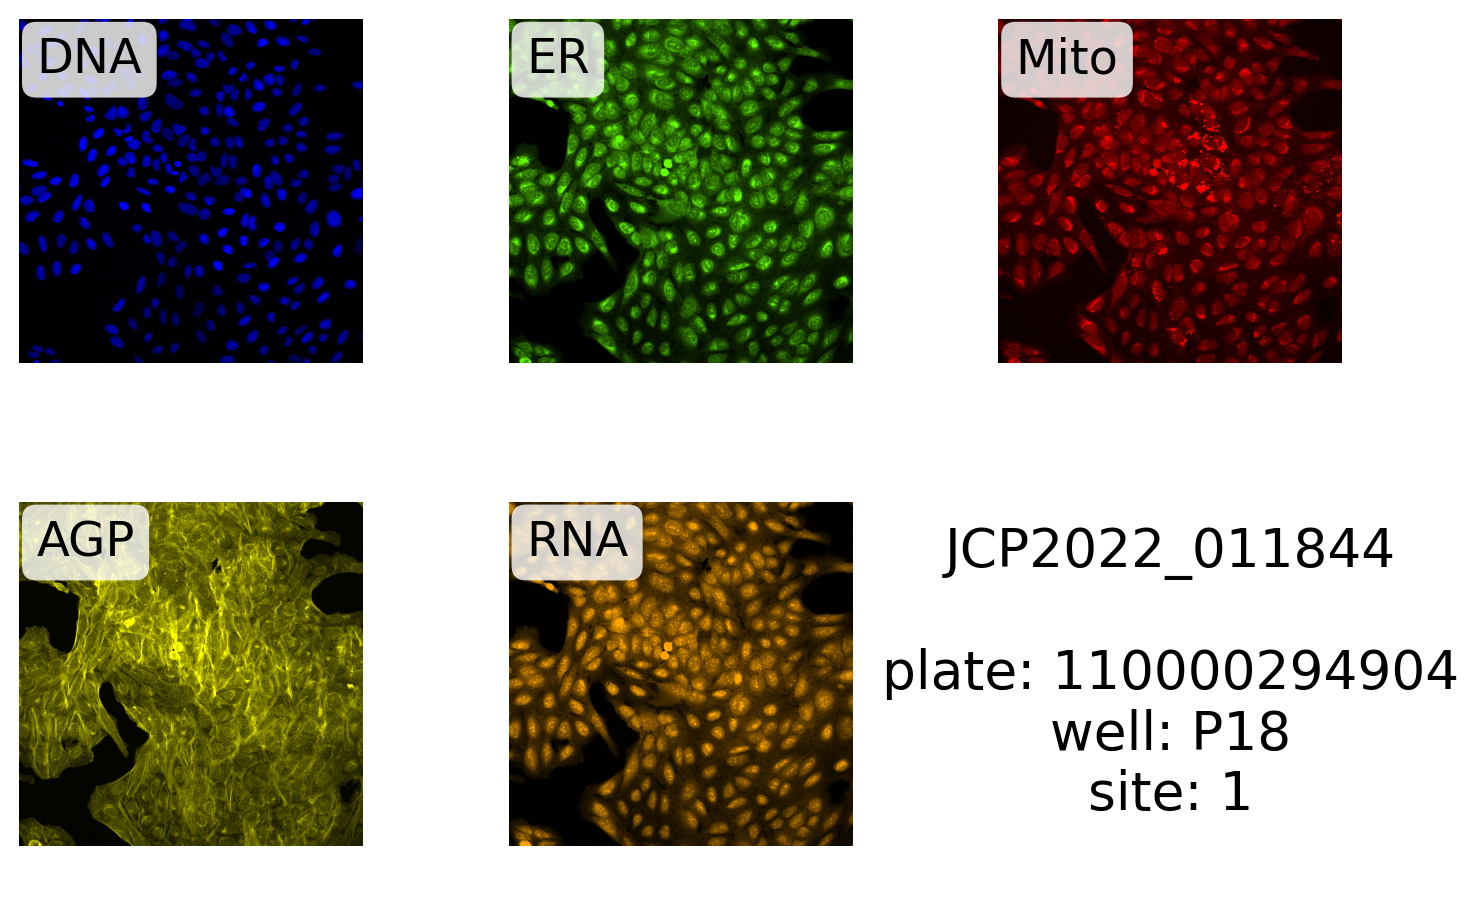 DNA
ER
Mito
AGP
RNA
JCP2022_011844
plate: 110000294904
well: P18
site: 1